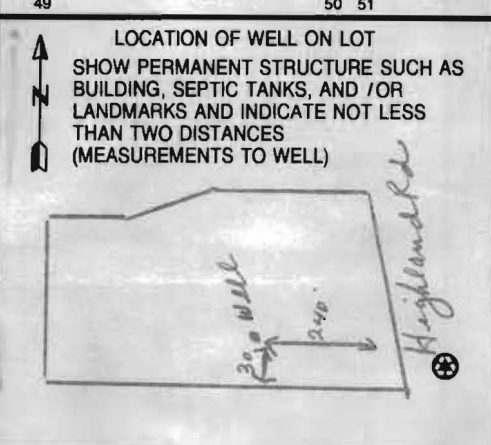 49 50 51
LOCATION OF WELL ON LOT
SHOW PERMANENT STRUCTURE SUCH AS
BUILDING, SEPTIC TANKS, AND / OR
LANDMARKS AND INDICATE NOT LESS
THAN TWO DISTANCES
(MEASUREMENTS TO WELL)
N
Well
30
240'
Highland Rd